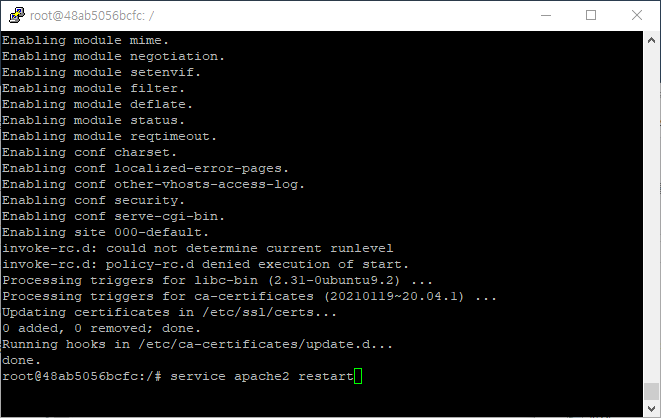 root@48ab5056bcfc: /
Enabling module mime.
Enabling module negotiation.
Enabling module setenvif.
Enabling module filter.
Enabling module deflate.
Enabling module status.
Enabling module reqtimeout.
Enabling conf charset.
Enabling conf localized-error-pages.
Enabling conf other-vhosts-access-log.
Enabling conf security.
Enabling conf serve-cgi-bin.
Enabling site 000-default.
invoke-rc.d: could not determine current runlevel
invoke-rc.d: policy-rc.d denied execution of start.
Processing triggers for libc-bin (2.31-0ubuntu9.2) ...
Processing triggers for ca-certificates (20210119~20.04.1) ...
Updating certificates in /etc/ssl/certs...
0 added, 0 removed; done.
Running hooks in /etc/ca-certificates/update.d...
done.
root@48ab5056bcfc:/# service apache2 restart